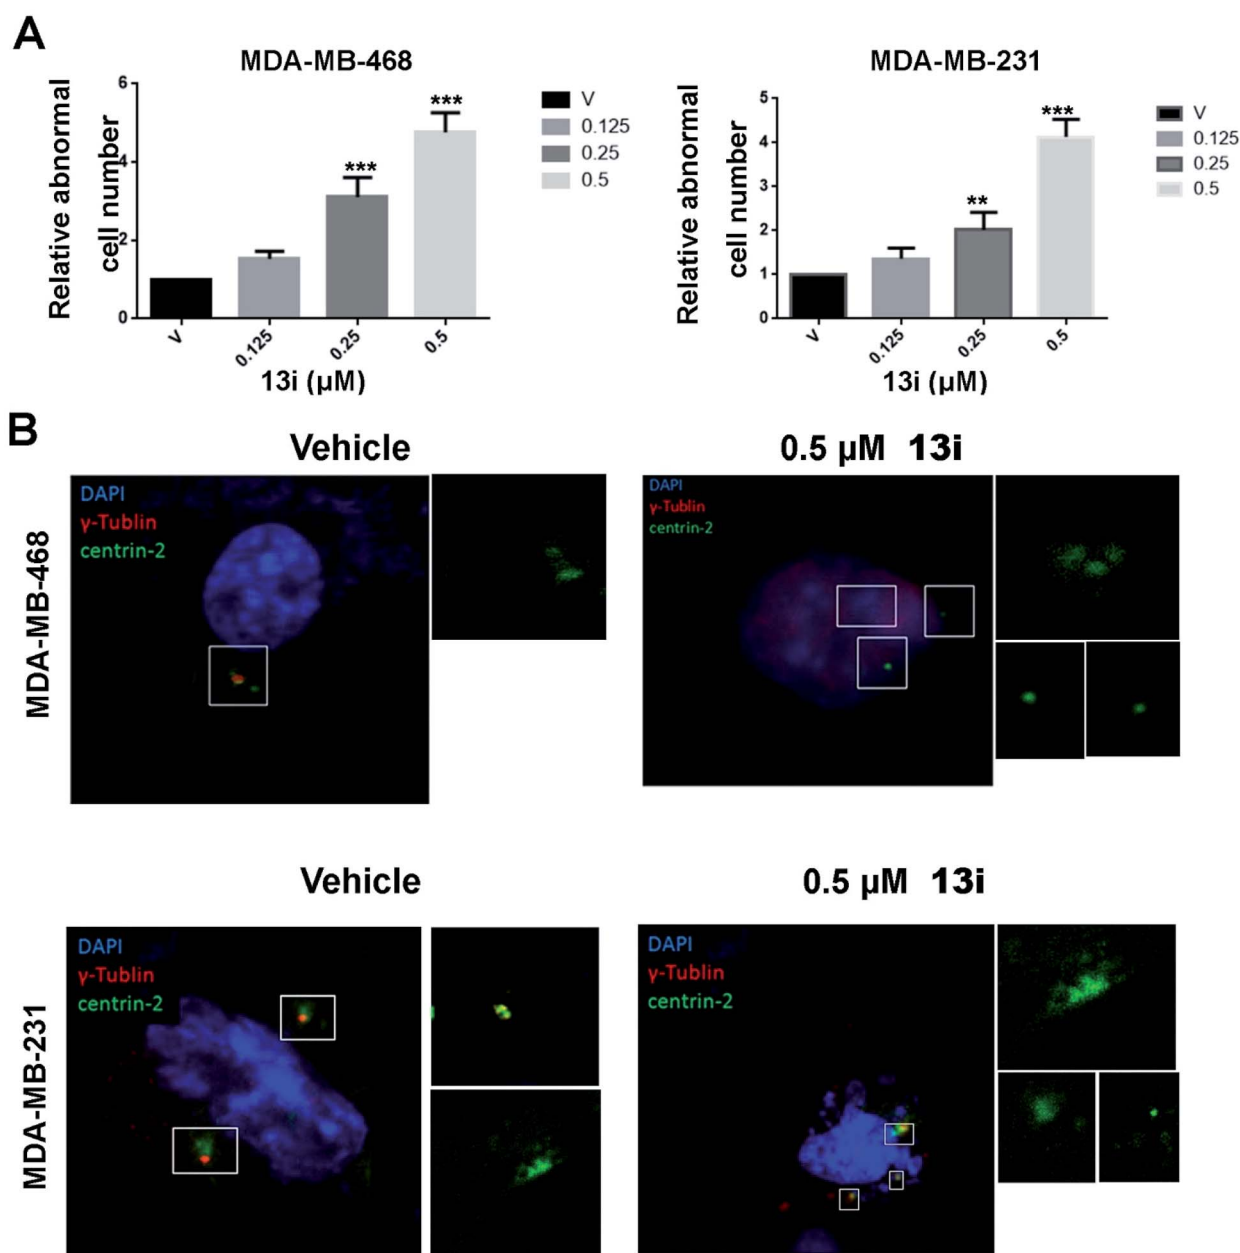 A
MDA-MB-468
Relative abnormal
cell number
6
4
2
0
***
***
V
0.125
0.25
0.5
13i (µM)
V
0.125
0.25
0.5
MDA-MB-231
Relative abnormal
cell number
5
4
3
2
1
0
**
***
V
0.125
0.25
0.5
13i (µM)
V
0.125
0.25
0.5
B
Vehicle
0.5 µM 13i
MDA-MB-468
DAPI
γ-Tublin
centrin-2
DAPI
γ-Tublin
centrin-2
Vehicle
0.5 µM 13i
MDA-MB-231
DAPI
γ-Tublin
centrin-2
DAPI
γ-Tublin
centrin-2